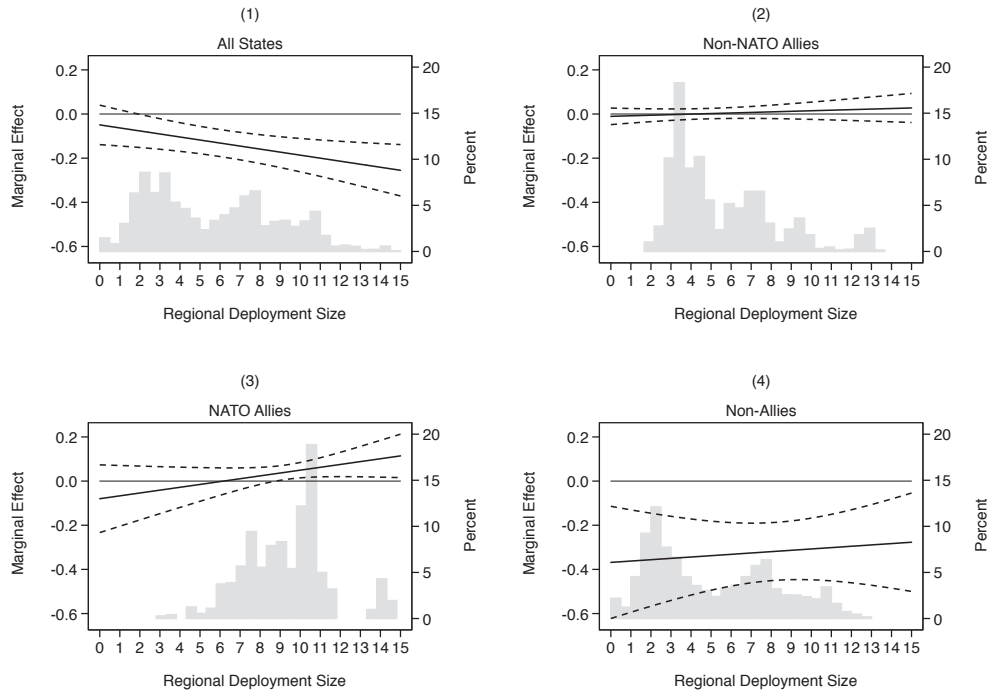 (1)
All States
0.2
0.0
-0.2
-0.4
-0.6
Marginal Effect
20
15
10
5
0
Percent
0 1 2 3 4 5 6 7 8 9 10 11 12 13 14 15
Regional Deployment Size
(2)
Non-NATO Allies
0.2
0.0
-0.2
-0.4
-0.6
Marginal Effect
20
15
10
5
0
Percent
0 1 2 3 4 5 6 7 8 9 10 11 12 13 14 15
Regional Deployment Size
(3)
NATO Allies
0.2
0.0
-0.2
-0.4
-0.6
Marginal Effect
20
15
10
5
0
Percent
0 1 2 3 4 5 6 7 8 9 10 11 12 13 14 15
Regional Deployment Size
(4)
Non-Allies
0.2
0.0
-0.2
-0.4
-0.6
Marginal Effect
20
15
10
5
0
Percent
0 1 2 3 4 5 6 7 8 9 10 11 12 13 14 15
Regional Deployment Size